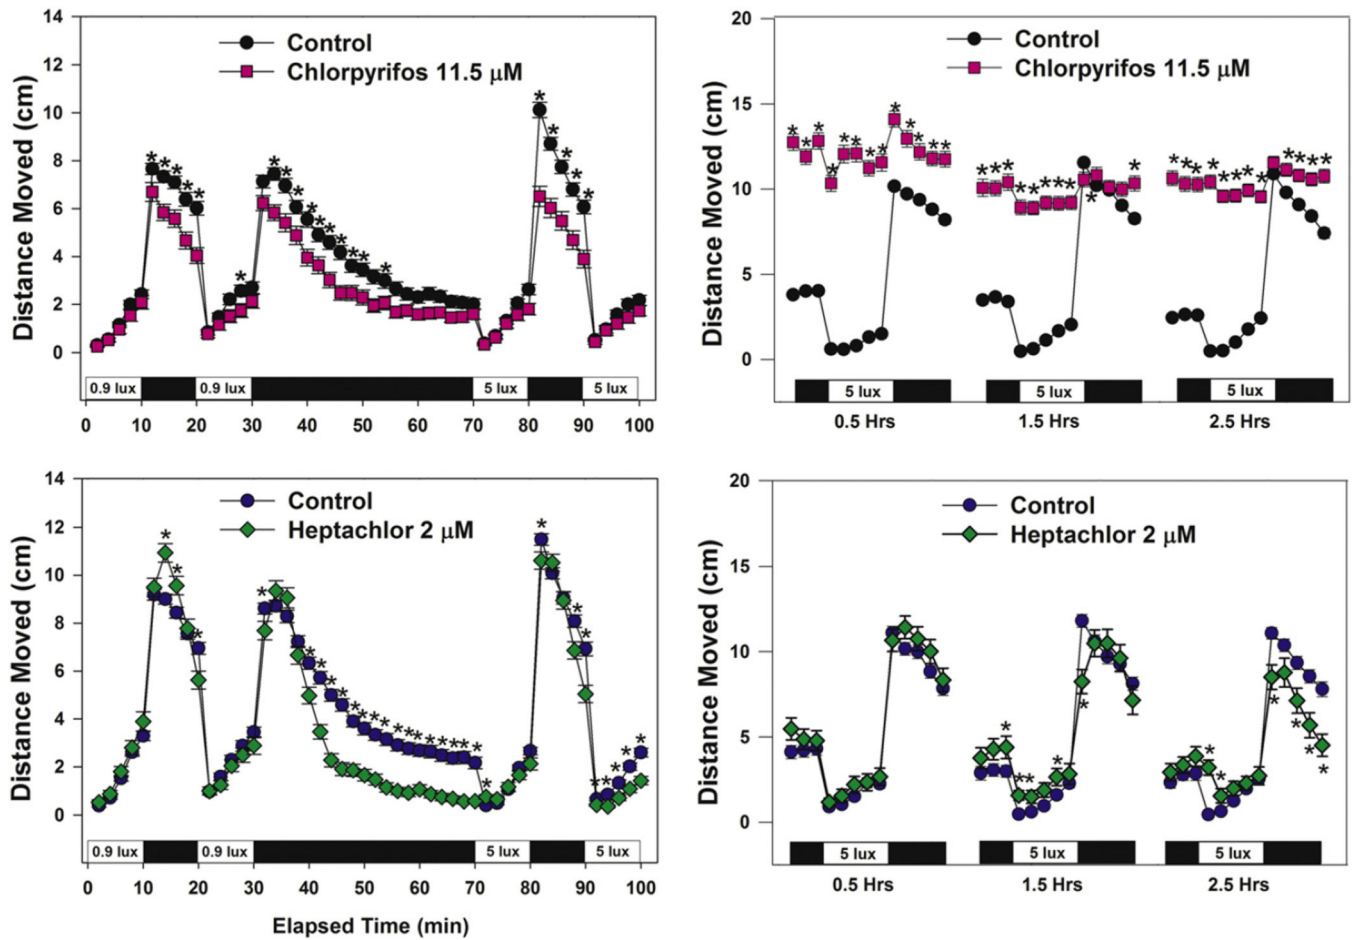 14
12
10
8
6
4
2
0
Distance Moved (cm)
Control
Chlorpyrifos 11.5 μM
* * * * * * * * * * * * * * * * * * * * * *
0.9 lux 0.9 lux 5 lux 5 lux
0 10 20 30 40 50 60 70 80 90 100
20
15
10
5
0
Distance Moved (cm)
Control
Chlorpyrifos 11.5 μM
5 lux 5 lux 5 lux
0.5 Hrs 1.5 Hrs 2.5 Hrs
14
12
10
8
6
4
2
0
Distance Moved (cm)
Control
Heptachlor 2 μM
0.9 lux 0.9 lux 5 lux 5 lux
0 10 20 30 40 50 60 70 80 90 100
Elapsed Time (min)
20
15
10
5
0
Distance Moved (cm)
Control
Heptachlor 2 μM
5 lux 5 lux 5 lux
0.5 Hrs 1.5 Hrs 2.5 Hrs